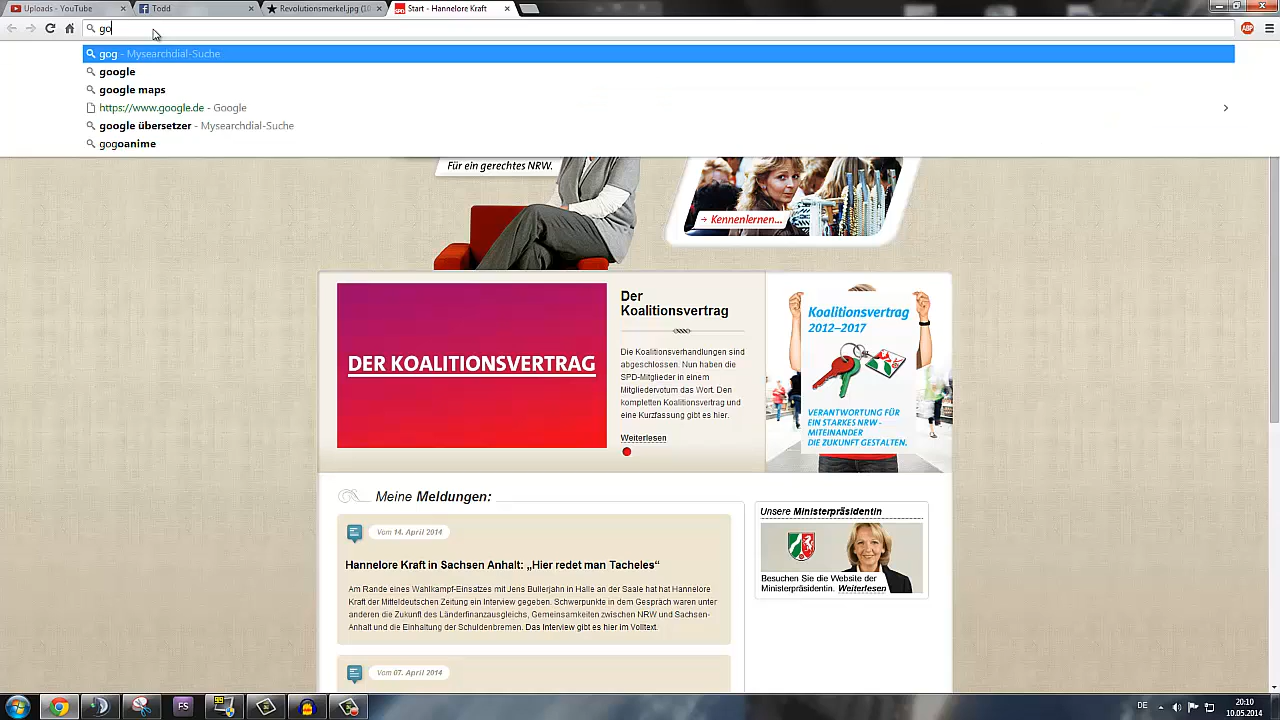 Uploads - YouTube
Todd
Revolutionsmerkel.jpg (10
SPD Start - Hannelore Kraft
go
ABP
gog - Mysearchdial-Suche
google
google maps
https://www.google.de - Google
google übersetzer - Mysearchdial-Suche
gogoanime
Für ein gerechtes NRW.
Kennenlernen...
DER KOALITIONSVERTRAG
Der
Koalitionsvertrag
Die Koalitionsverhandlungen sind
abgeschlossen. Nun haben die
SPD-Mitglieder in einem
Mitgliedervotum das Wort. Den
kompletten Koalitionsvertrag und
eine Kurzfassung gibt es hier.
Weiterlesen
Koalitionsvertrag
2012–2017
VERANTWORTUNG FÜR
EIN STARKES NRW -
MITEINANDER
DIE ZUKUNFT GESTALTEN.
Meine Meldungen:
Vom 14. April 2014
Hannelore Kraft in Sachsen Anhalt: „Hier redet man Tacheles“
Am Rande eines Wahlkampf-Einsatzes mit Jens Bullerjahn in Halle an der Saale hat hat Hannelore
Kraft der Mitteldeutschen Zeitung ein Interview gegeben. Schwerpunkte in dem Gespräch waren unter
anderem die Zukunft des Länderfinanzausgleichs, Gemeinsamkeiten zwischen NRW und Sachsen-
Anhalt und die Einhaltung der Schuldenbremsen. Das Interview gibt es hier im Volltext.
Vom 07. April 2014
Unsere Ministerpräsidentin
Besuchen Sie die Website der
Ministerpräsidentin. Weiterlesen
FS
DE
20:10
10.05.2014